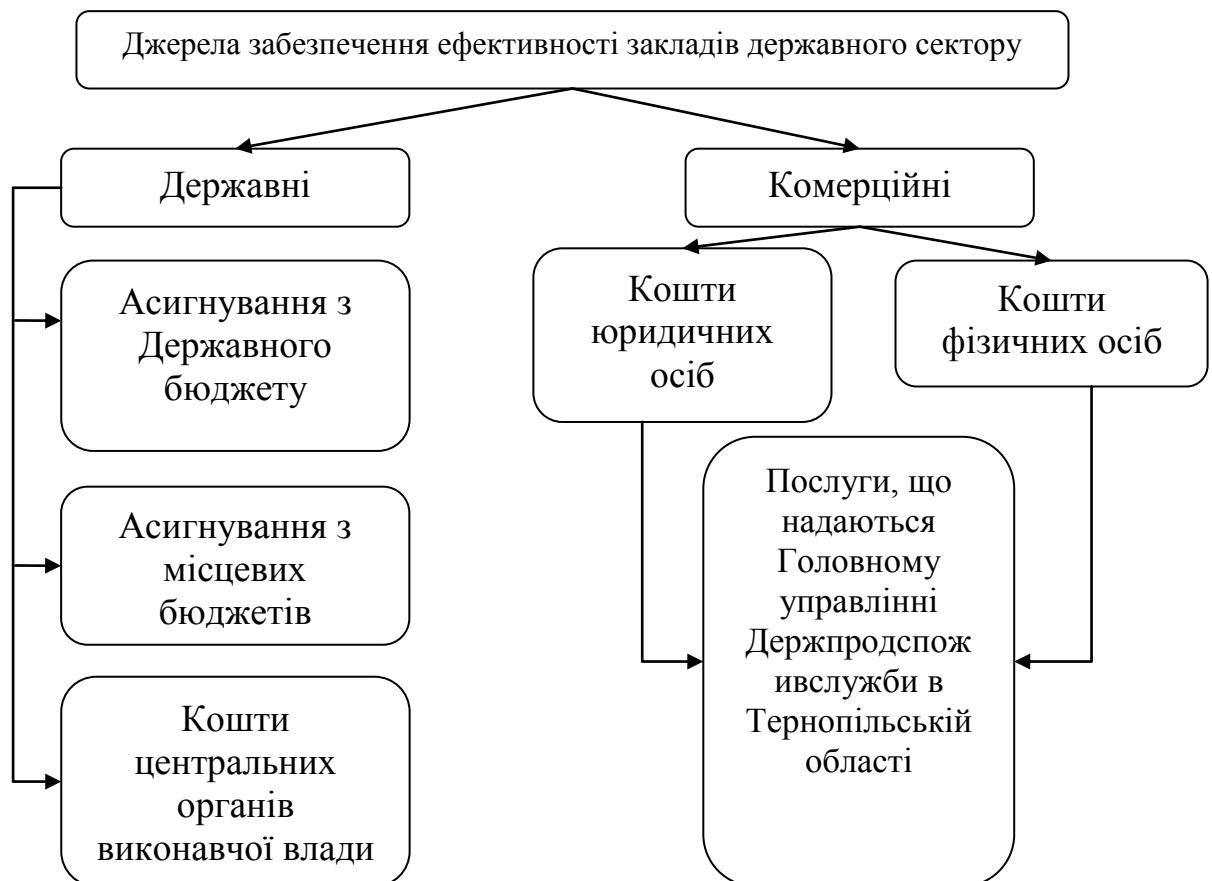 Джерела забезпечення ефективності закладів державного сектору
Державні
Комерційні
Асигнування з
Державного
бюджету
Кошти
юридичних
осіб
Кошти
фізичних осіб
Асигнування з
місцевих
бюджетів
Послуги, що
надаються
Головному
управлінні
Держпродспож
ивслужби в
Тернопільській
області
Кошти
центральних
органів
виконавчої влади